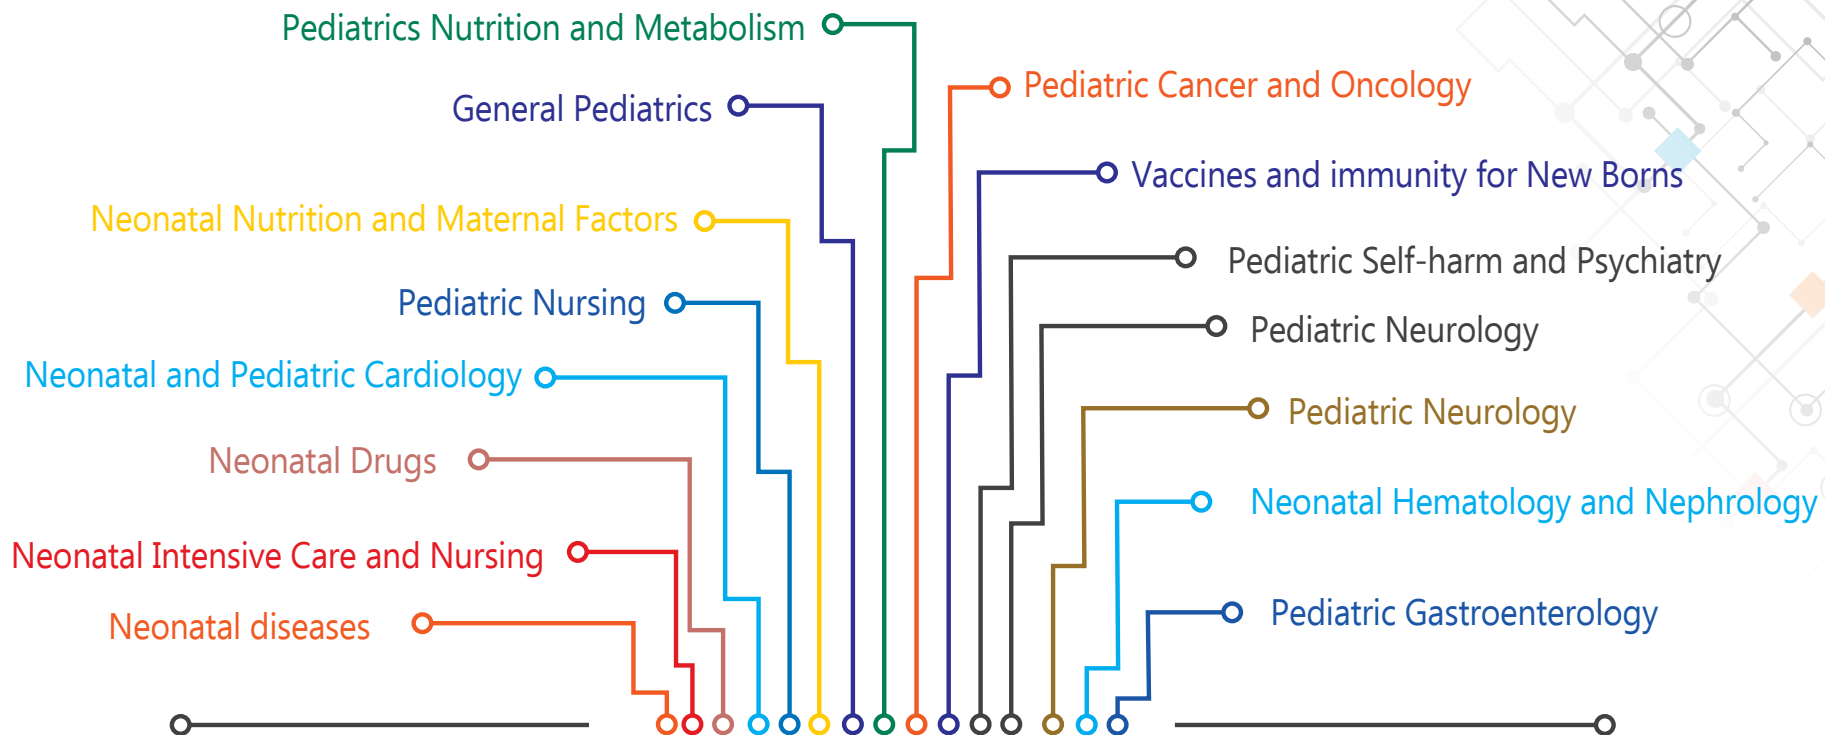 Pediatrics Nutrition and Metabolism
General Pediatrics
Neonatal Nutrition and Maternal Factors
Pediatric Nursing
Neonatal and Pediatric Cardiology
Neonatal Drugs
Neonatal Intensive Care and Nursing
Neonatal diseases
Pediatric Cancer and Oncology
Vaccines and immunity for New Borns
Pediatric Self-harm and Psychiatry
Pediatric Neurology
Pediatric Neurology
Neonatal Hematology and Nephrology
Pediatric Gastroenterology